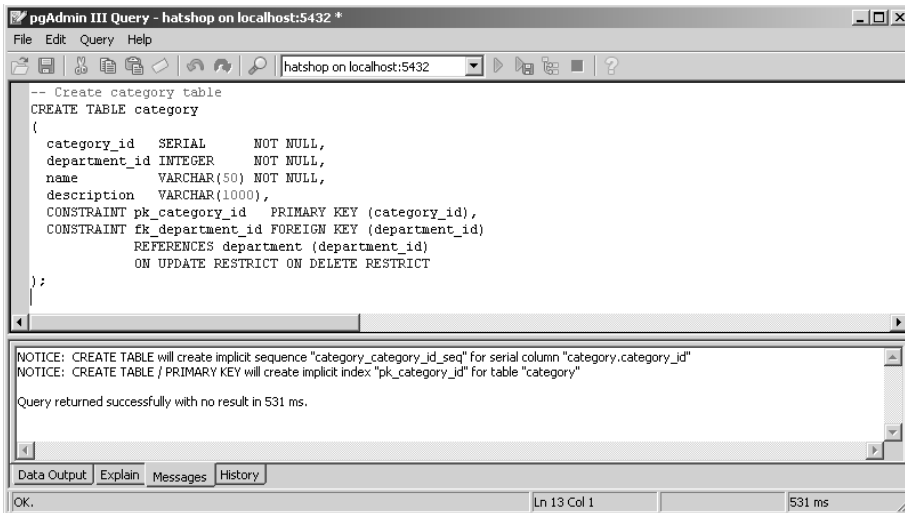 pgAdmin III Query - hatshop on localhost:5432 *
File Edit Query Help
hatshop on localhost:5432
-- Create category table
CREATE TABLE category
(
category_id SERIAL NOT NULL,
department_id INTEGER NOT NULL,
name VARCHAR(50) NOT NULL,
description VARCHAR(1000),
CONSTRAINT pk_category_id PRIMARY KEY (category_id),
CONSTRAINT fk_department_id FOREIGN KEY (department_id)
REFERENCES department (department_id)
ON UPDATE RESTRICT ON DELETE RESTRICT
);
NOTICE: CREATE TABLE will create implicit sequence "category_category_id_seq" for serial column "category.category_id"
NOTICE: CREATE TABLE / PRIMARY KEY will create implicit index "pk_category_id" for table "category"
Query returned successfully with no result in 531 ms.
Data Output Explain Messages History
OK. Ln 13 Col 1 531 ms